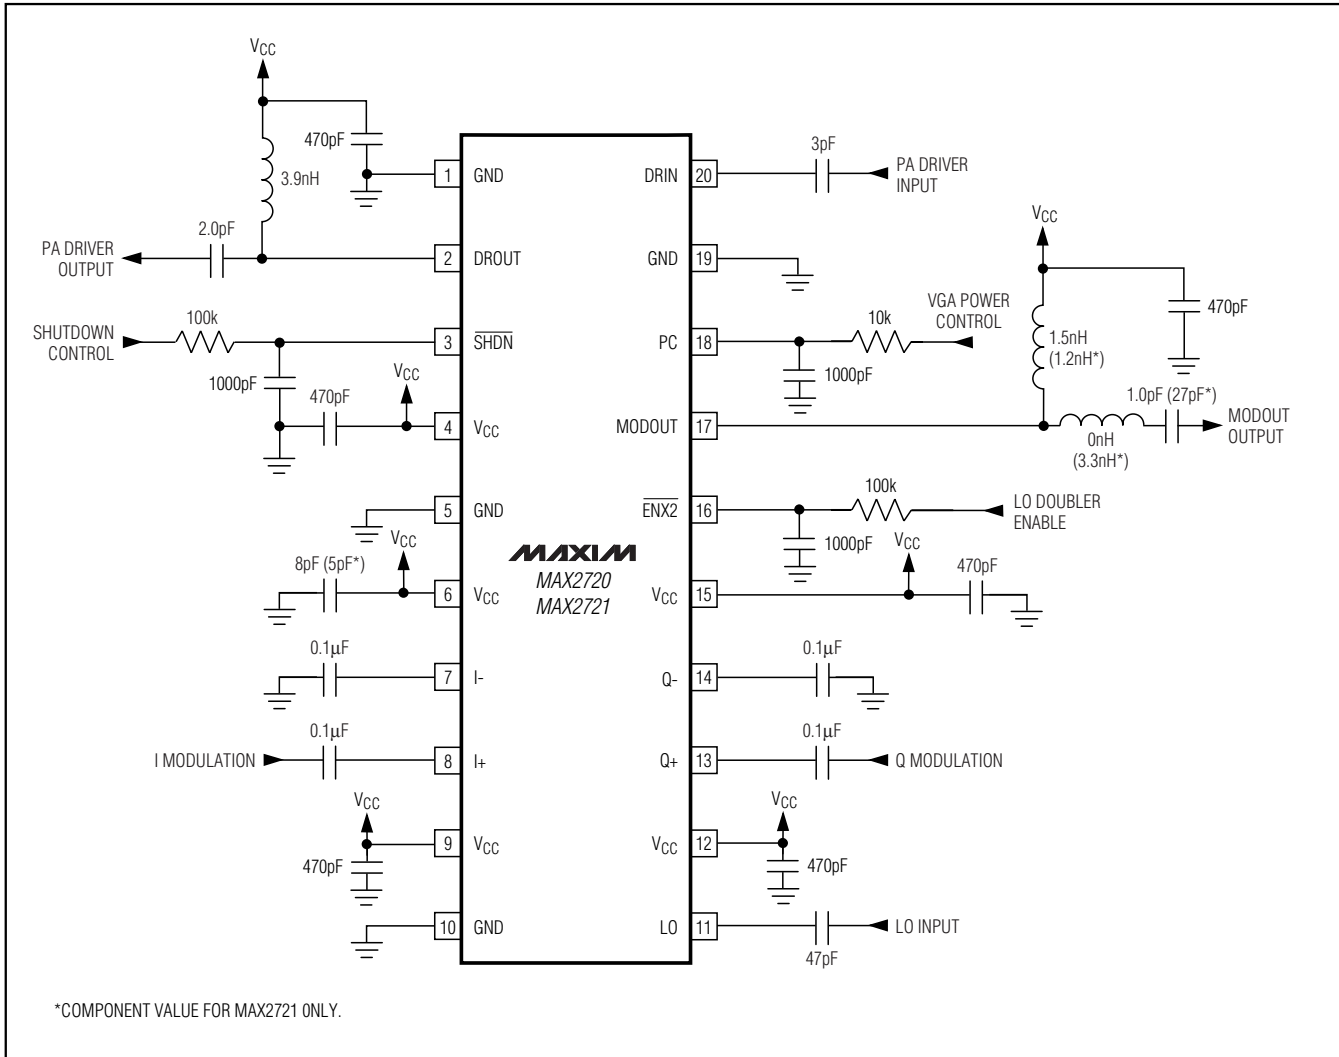 VCC
470pF
3.9nH
2.0pF
PA DRIVER
OUTPUT
SHUTDOWN
CONTROL
100k
1000pF
470pF
VCC
8pF (5pF*)
VCC
0.1µF
I MODULATION
0.1µF
VCC
470pF
1 GND
2 DROUT
3 SHDN
4 VCC
5 GND
6 VCC
7 I-
8 I+
9 VCC
10 GND
MAXIM
MAX2720
MAX2721
DRIN 20
GND 19
PC 18
MODOUT 17
ENX2 16
VCC 15
Q- 14
Q+ 13
VCC 12
LO 11
3pF
PA DRIVER
INPUT
VCC
470pF
VGA POWER
CONTROL
10k
1000pF
1.5nH
(1.2nH*)
1.0pF (27pF*)
MODOUT
OUTPUT
0nH
(3.3nH*)
100k
LO DOUBLER
ENABLE
1000pF
VCC
470pF
0.1µF
0.1µF
Q MODULATION
VCC
470pF
LO INPUT
47pF
*COMPONENT VALUE FOR MAX2721 0NLY.